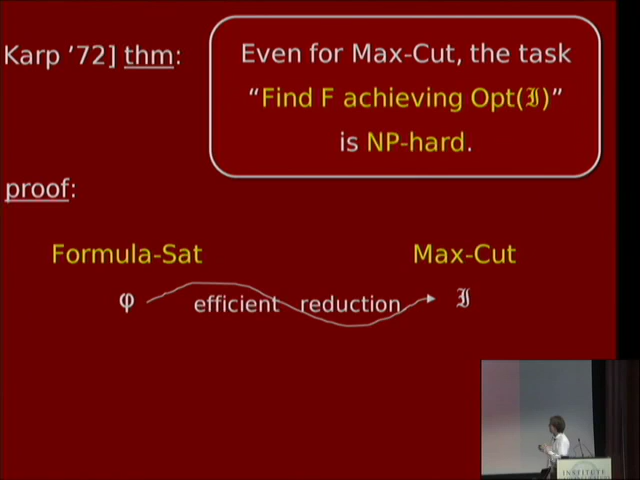 Karp ’72] thm:
Even for Max-Cut, the task
“Find F achieving Opt(ℑ)”
is NP-hard.
proof:
Formula-Sat Max-Cut
φ efficient reduction ℑ
INSTITUTE